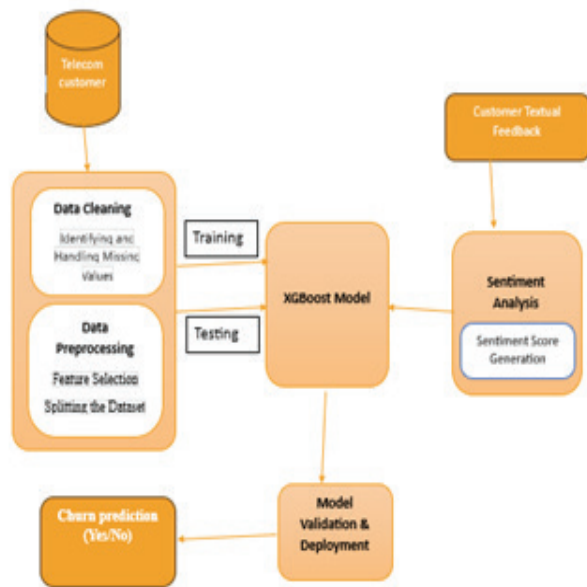 Telecom
customer
Customer Textual
Feedback
Data Cleaning
Identifying and
Handling Missing
Values
Training
XGBoost Model
Sentiment
Analysis
Sentiment Score
Generation
Data
Preprocessing
Feature Selection
Splitting the Dataset
Testing
Model
Validation &
Deployment
Churn prediction
(Yes/No)